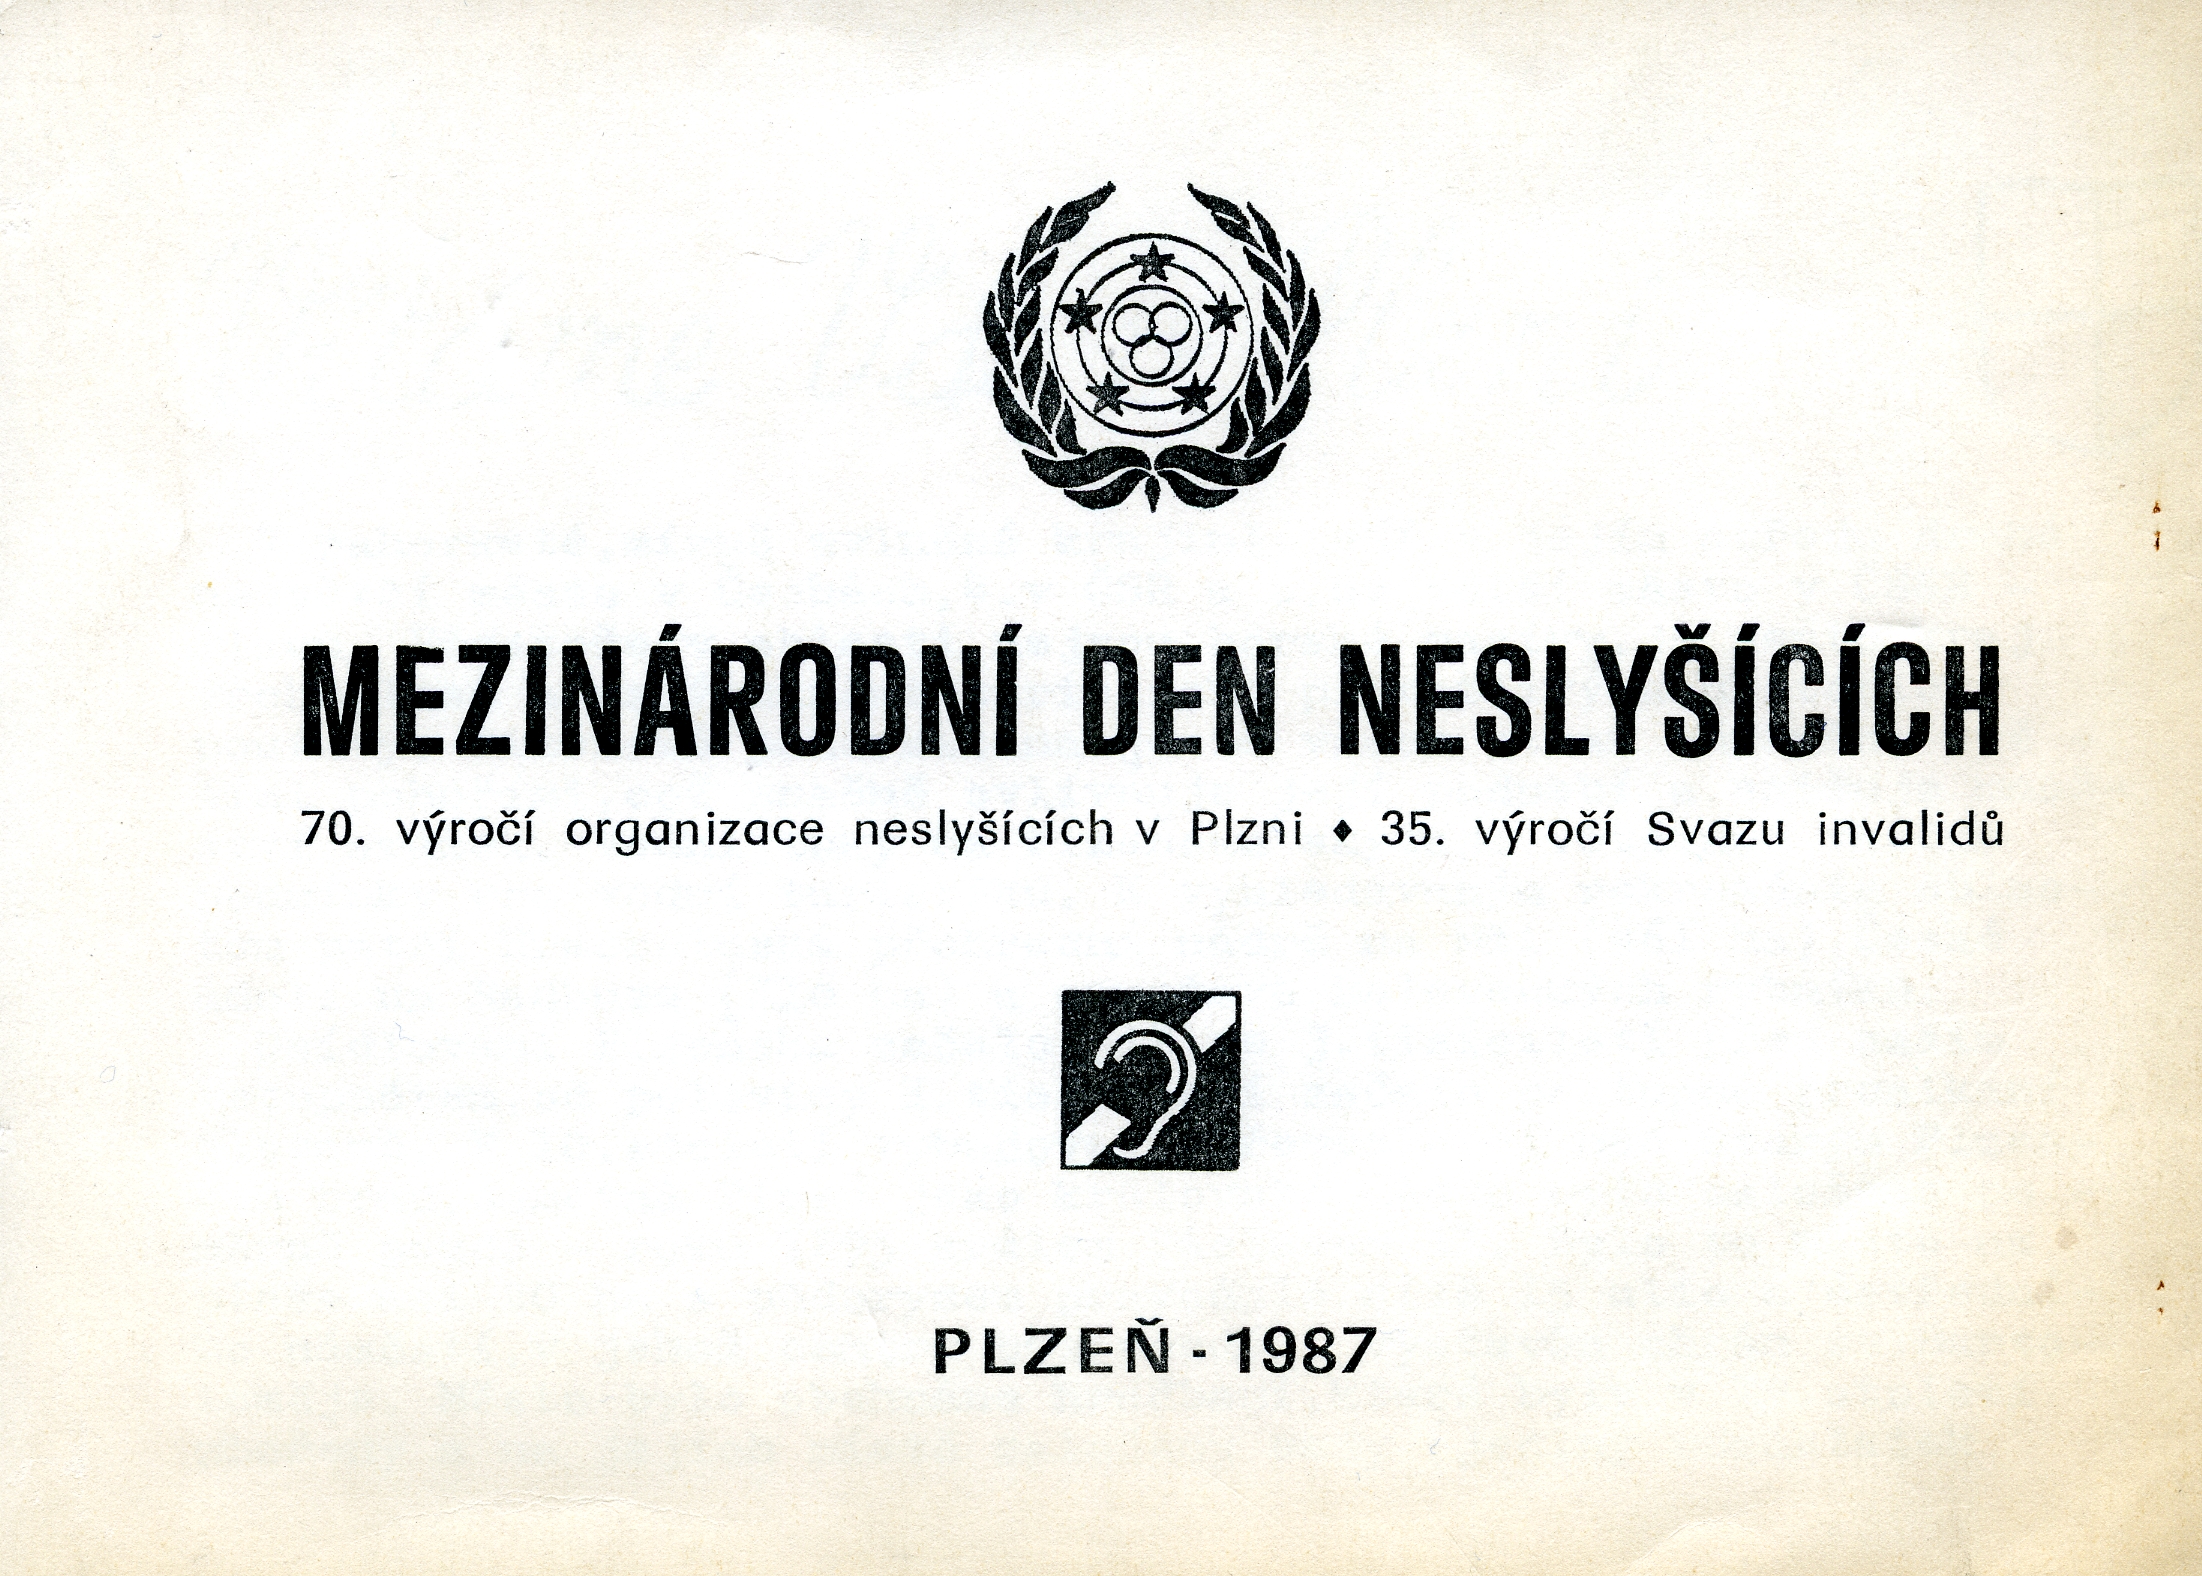 MEZINÁRODNÍ DEN NESLYŠÍCÍCH
70. výročí organizace neslyšících v Plzni ♦ 35. výročí Svazu invalidů
PLZEŇ - 1987